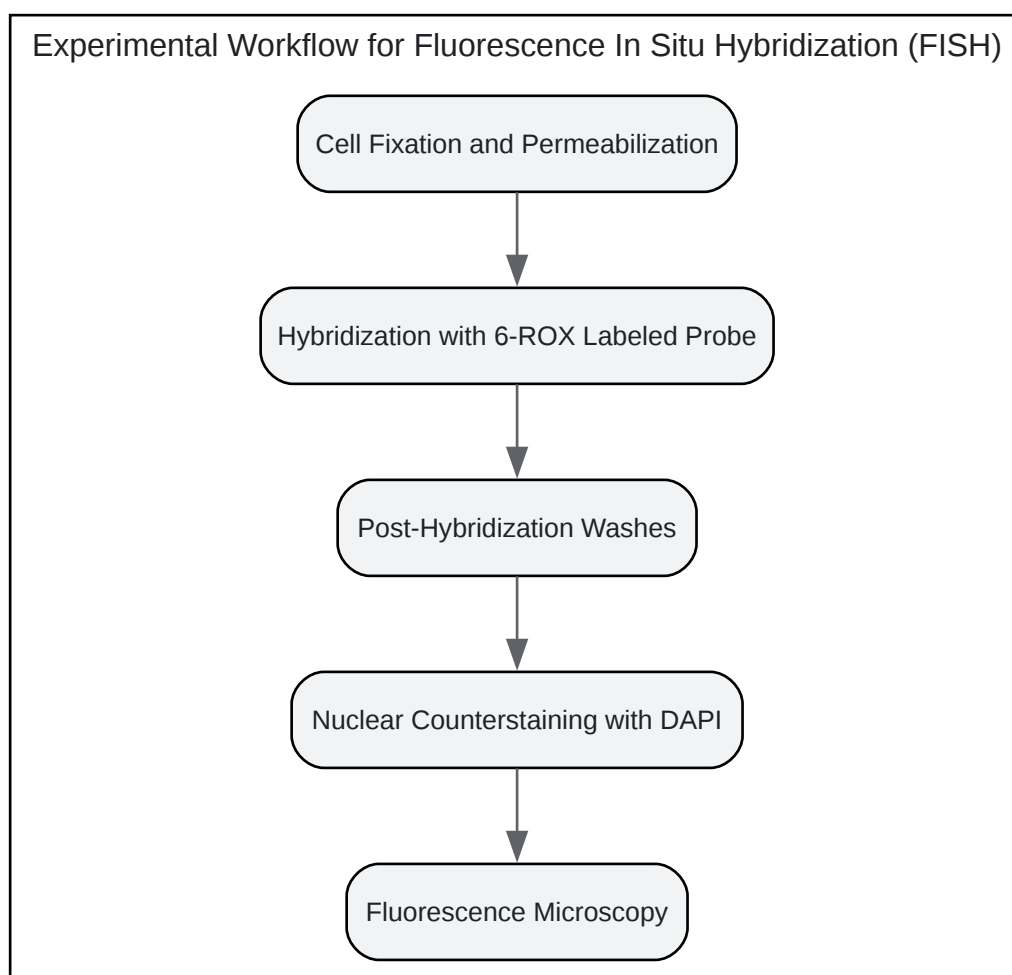 Experimental Workflow for Fluorescence In Situ Hybridization (FISH)
Cell Fixation and Permeabilization
Hybridization with 6-ROX Labeled Probe
Post-Hybridization Washes
Nuclear Counterstaining with DAPI
Fluorescence Microscopy